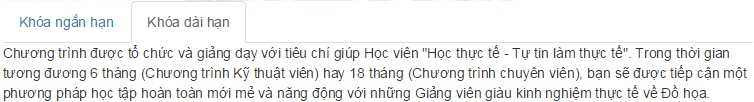 Khóa ngắn hạn Khóa dài hạn
Chương trình được tổ chức và giảng dạy với tiêu chí giúp Học viên "Học thực tế - Tự tin làm thực tế". Trong thời gian
tương đương 6 tháng (Chương trình Kỹ thuật viên) hay 18 tháng (Chương trình chuyên viên), bạn sẽ được tiếp cận một
phương pháp học tập hoàn toàn mới mẻ và năng động với những Giảng viên giàu kinh nghiệm thực tế về Đồ họa.